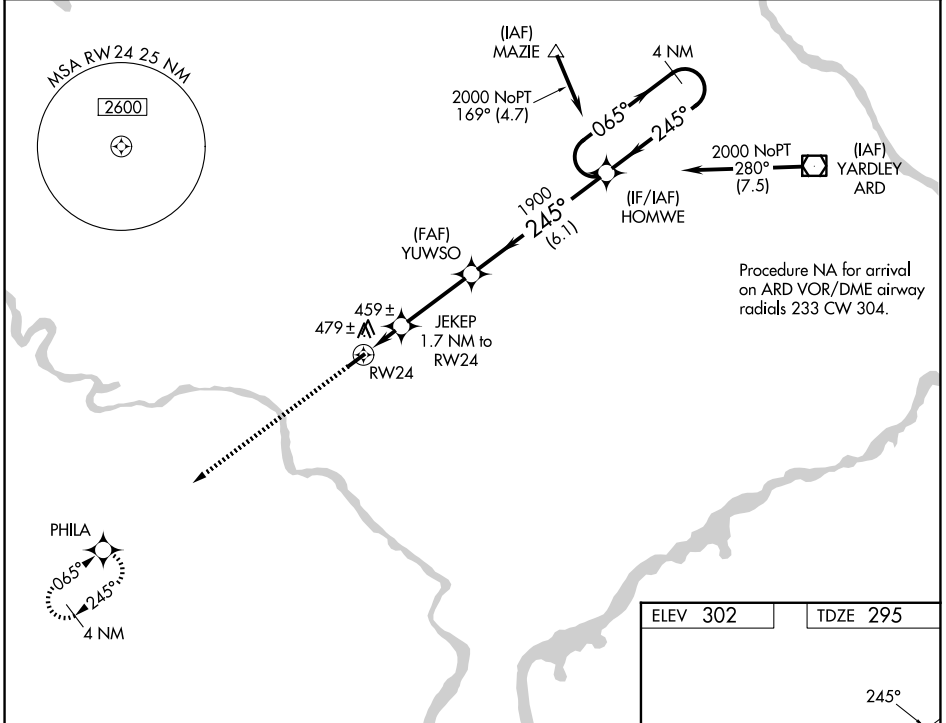 MSA RW24 25 NM
2600
(IAF)
MAZIE
4 NM
2000 NoPT
169° (4.7)
065°
245°
2000 NoPT
280°
(7.5)
(IAF)
YARDLEY
ARD
(IF/IAF)
HOMWE
1900
245°
(6.1)
(FAF)
YUWSO
Procedure NA for arrival
on ARD VOR/DME airway
radials 233 CW 304.
459 ±
479 ±
JEKEP
1.7 NM to
RW24
RW24
PHILA
065°
245°
4 NM
ELEV 302
TDZE 295
245°